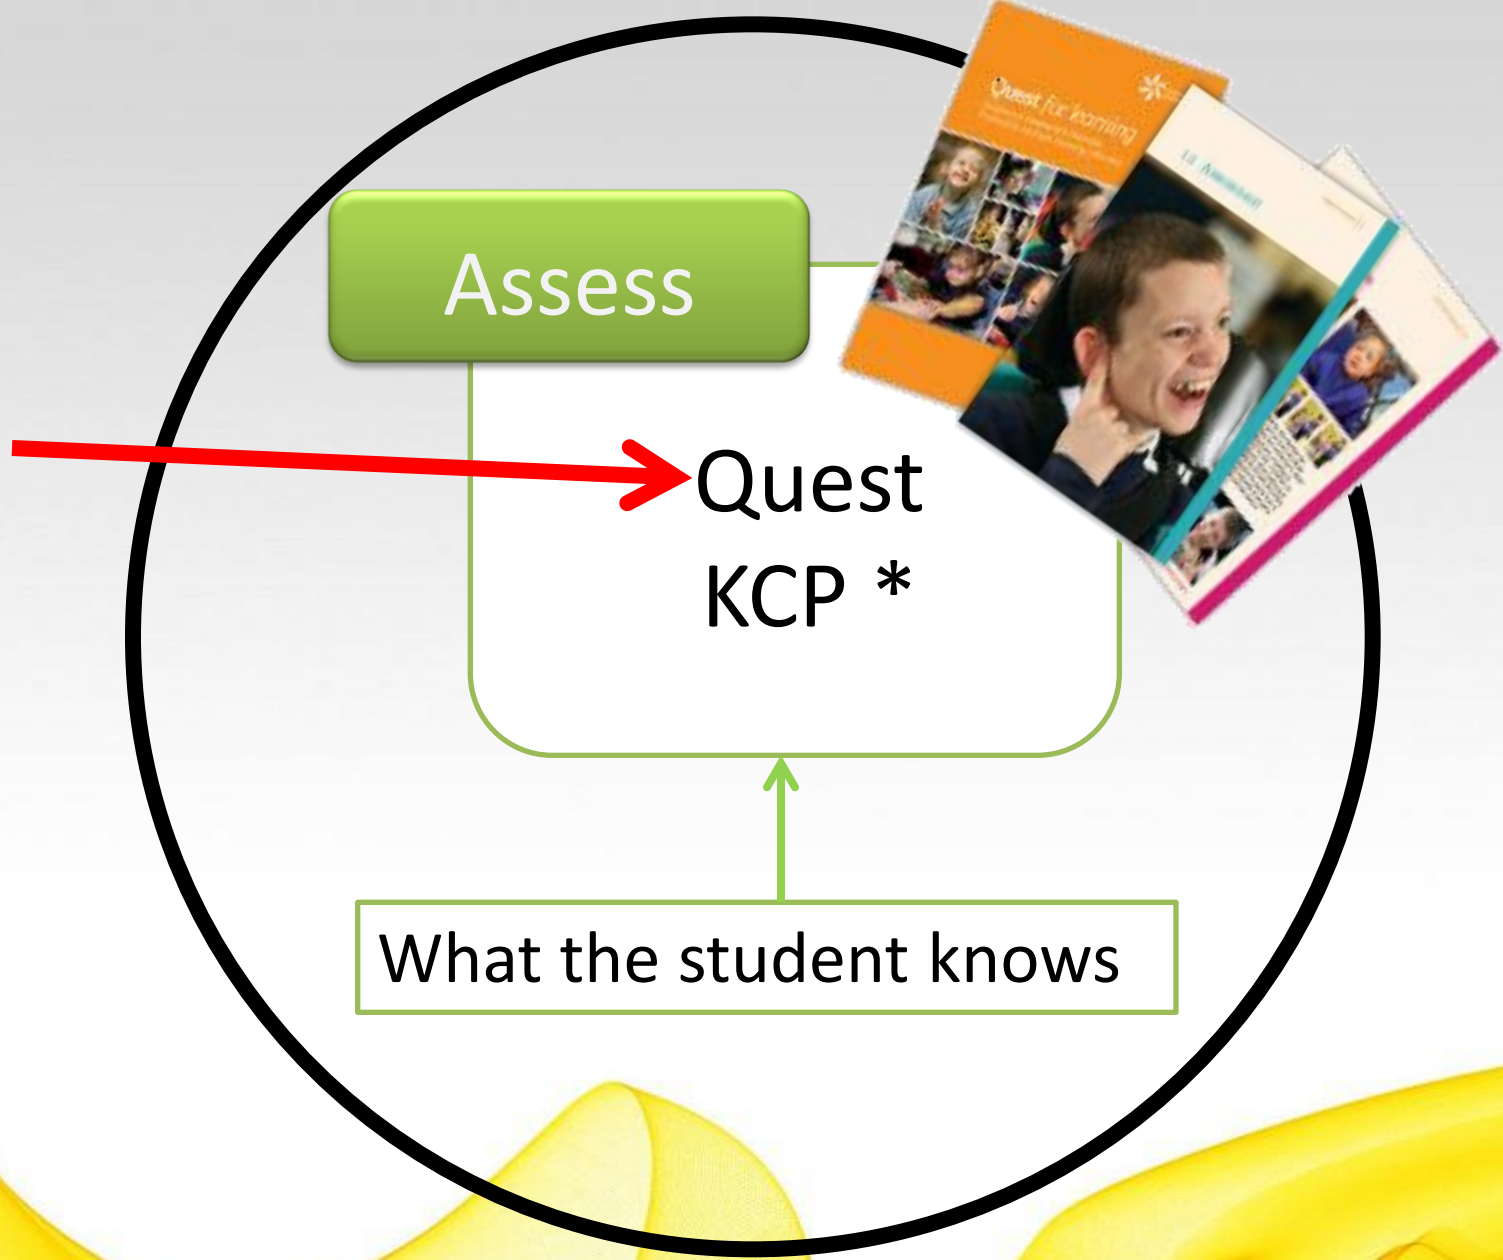 Quest for learning
Assess
Quest
KCP *
What the student knows